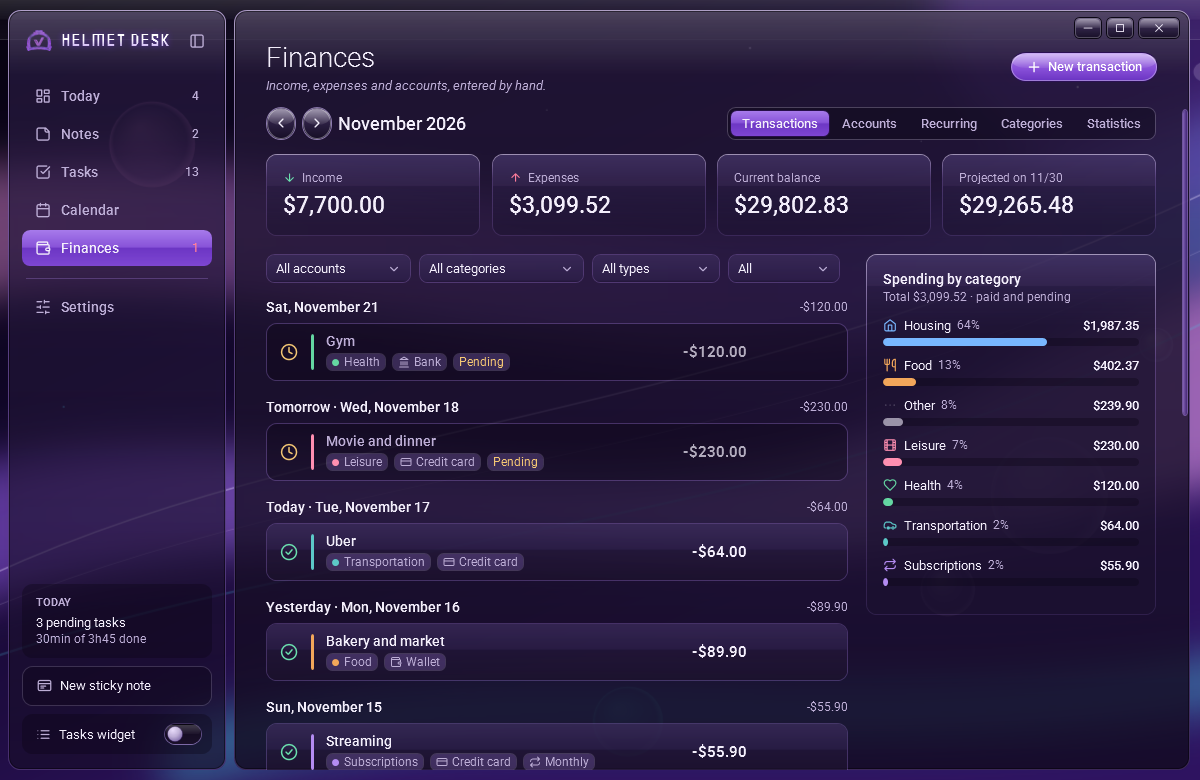 HELMET DESK
Today 4
Notes 2
Tasks 13
Calendar
Finances 1
Settings
TODAY
3 pending tasks
30min of 3h45 done
New sticky note
Tasks widget
Finances
Income, expenses and accounts, entered by hand.
New transaction
November 2026
Transactions Accounts Recurring Categories Statistics
Income
$7,700.00
Expenses
$3,099.52
Current balance
$29,802.83
Projected on 11/30
$29,265.48
All accounts All categories All types All
Sat, November 21 -$120.00
Gym
Health Bank Pending
-$120.00
Tomorrow · Wed, November 18 -$230.00
Movie and dinner
Leisure Credit card Pending
-$230.00
Today · Tue, November 17 -$64.00
Uber
Transportation Credit card
-$64.00
Yesterday · Mon, November 16 -$89.90
Bakery and market
Food Wallet
-$89.90
Sun, November 15 -$55.90
Streaming
Subscriptions Credit card Monthly
-$55.90
Spending by category
Total $3,099.52 · paid and pending
Housing 64% $1,987.35
Food 13% $402.37
Other 8% $239.90
Leisure 7% $230.00
Health 4% $120.00
Transportation 2% $64.00
Subscriptions 2% $55.90